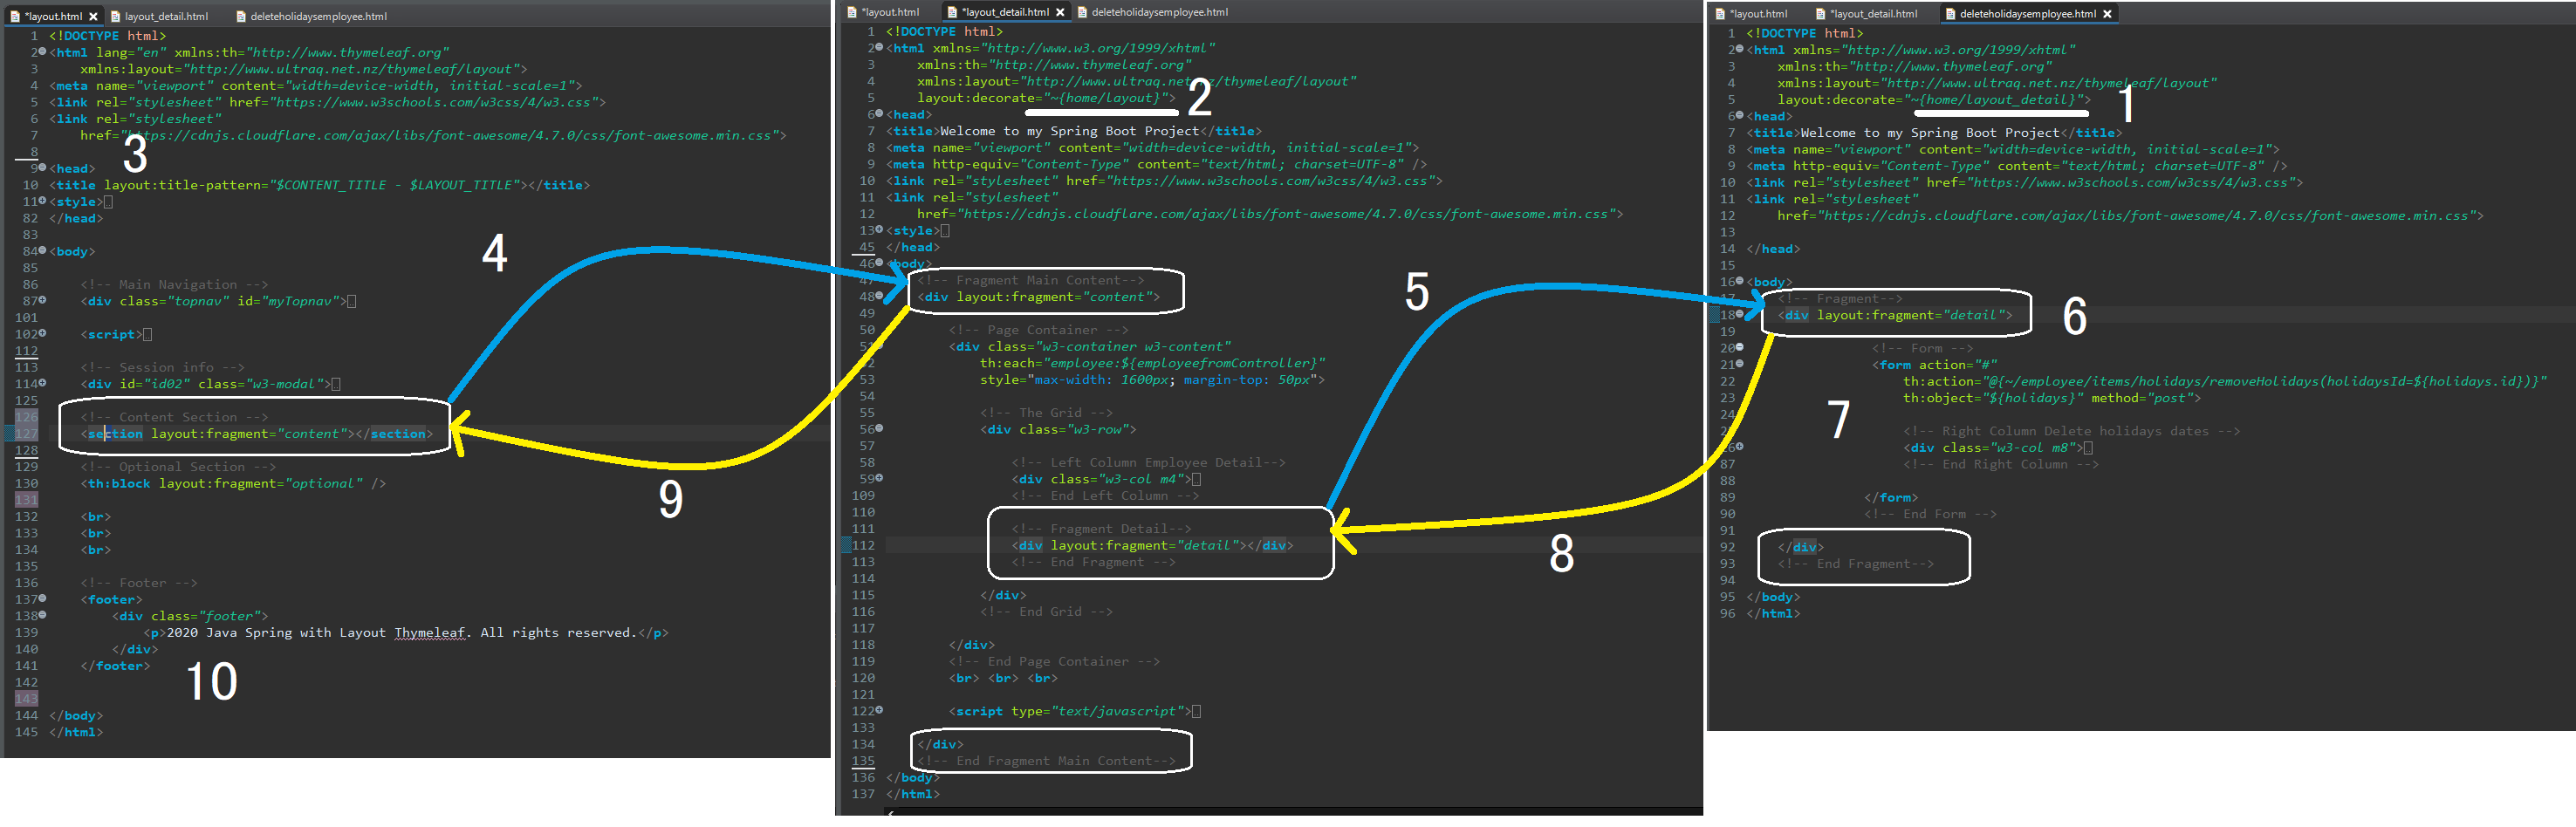 *layout.html
layout_detail.html
deleteholidaysemployee.html
1 <!DOCTYPE html>
2 <html lang="en" xmlns:th="http://www.thymeleaf.org"
3 xmlns:layout="http://www.ultraq.net.nz/thymeleaf/layout">
4 <meta name="viewport" content="width=device-width, initial-scale=1">
5 <link rel="stylesheet" href="https://www.w3schools.com/w3css/4/w3.css">
6 <link rel="stylesheet"
7 href="https://cdnjs.cloudflare.com/ajax/libs/font-awesome/4.7.0/css/font-awesome.min.css">
8
3
9 <head>
10 <title layout:title-pattern="$CONTENT_TITLE - $LAYOUT_TITLE"></title>
11 <style>
82 </head>
83
84 <body>
4
85
86 <!-- Main Navigation -->
87 <div class="topnav" id="myTopnav">
101
102 <script>
112
113 <!-- Session info -->
114 <div id="id02" class="w3-modal">
125
126 <!-- Content Section -->
127 <section layout:fragment="content"></section>
128
129 <!-- Optional Section -->
130 <th:block layout:fragment="optional" />
9
131
132 <br>
133 <br>
134 <br>
135
136 <!-- Footer -->
137 <footer>
138 <div class="footer">
139 <p>2020 Java Spring with Layout Thymeleaf. All rights reserved.</p>
140 </div>
141 </footer>
10
142
143
144 </body>
145 </html>
*layout.html
*layout_detail.html
deleteholidaysemployee.html
1 <!DOCTYPE html>
2 <html xmlns="http://www.w3.org/1999/xhtml"
3 xmlns:th="http://www.thymeleaf.org"
4 xmlns:layout="http://www.ultraq.net.nz/thymeleaf/layout"
5 layout:decorate="~{home/layout}">
2
6 <head>
7 <title>Welcome to my Spring Boot Project</title>
8 <meta name="viewport" content="width=device-width, initial-scale=1">
9 <meta http-equiv="Content-Type" content="text/html; charset=UTF-8" />
10 <link rel="stylesheet" href="https://www.w3schools.com/w3css/4/w3.css">
11 <link rel="stylesheet"
12 href="https://cdnjs.cloudflare.com/ajax/libs/font-awesome/4.7.0/css/font-awesome.min.css">
13 <style>
45 </head>
46 <body>
47 <!-- Fragment Main Content-->
48 <div layout:fragment="content">
5
49
50 <!-- Page Container -->
51 <div class="w3-container w3-content"
52 th:each="employee:${employeefromController}"
53 style="max-width: 1600px; margin-top: 50px">
54
55 <!-- The Grid -->
56 <div class="w3-row">
57
58 <!-- Left Column Employee Detail-->
59 <div class="w3-col m4">
109 <!-- End Left Column -->
110
111 <!-- Fragment Detail-->
112 <div layout:fragment="detail"></div>
8
113 <!-- End Fragment -->
114
115 </div>
116 <!-- End Grid -->
117
118 </div>
119 <!-- End Page Container -->
120 <br> <br> <br>
121
122 <script type="text/javascript">
133
134 </div>
135 <!-- End Fragment Main Content-->
136 </body>
137 </html>
*layout.html
*layout_detail.html
deleteholidaysemployee.html
1 <!DOCTYPE html>
2 <html xmlns="http://www.w3.org/1999/xhtml"
3 xmlns:th="http://www.thymeleaf.org"
4 xmlns:layout="http://www.ultraq.net.nz/thymeleaf/layout"
5 layout:decorate="~{home/layout_detail}">
1
6 <head>
7 <title>Welcome to my Spring Boot Project</title>
8 <meta name="viewport" content="width=device-width, initial-scale=1">
9 <meta http-equiv="Content-Type" content="text/html; charset=UTF-8" />
10 <link rel="stylesheet" href="https://www.w3schools.com/w3css/4/w3.css">
11 <link rel="stylesheet"
12 href="https://cdnjs.cloudflare.com/ajax/libs/font-awesome/4.7.0/css/font-awesome.min.css">
13
14 </head>
15
16 <body>
17 <!-- Fragment-->
18 <div layout:fragment="detail">
6
19
20 <!-- Form -->
21 <form action="#"
22 th:action="@{~/employee/items/holidays/removeHolidays(holidaysId=${holidays.id})}"
23 th:object="${holidays}" method="post">
7
24
<!-- Right Column Delete holidays dates -->
26 <div class="w3-col m8">
87 <!-- End Right Column -->
88
89 </form>
90 <!-- End Form -->
91
92 </div>
93 <!-- End Fragment-->
94
95 </body>
96 </html>